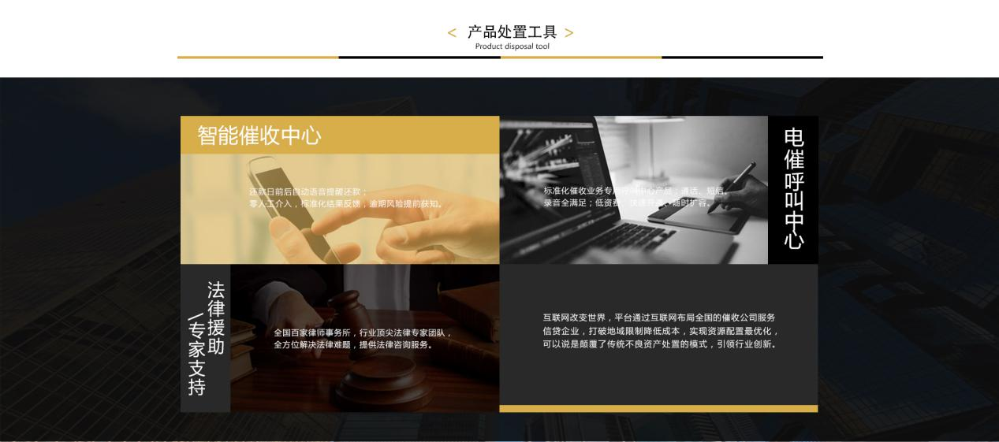 < 产品处置工具 >
Product disposal tool
智能催收中心
还款日前后自动语音提醒还款；
零人工介入，标准化结果反馈，逾期风险提前获知。
电催呼叫中心
标准化催收业务专用呼叫中心产品；通话、短信、
录音全满足；低资费、快速开通、随时扩容。
法律援助
/专家支持
全国百家律师事务所，行业顶尖法律专家团队，
全方位解决法律难题，提供法律咨询服务。
互联网改变世界，平台通过互联网布局全国的催收公司服务
信贷企业，打破地域限制降低成本，实现资源配置最优化，
可以说是颠覆了传统不良资产处置的模式，引领行业创新。